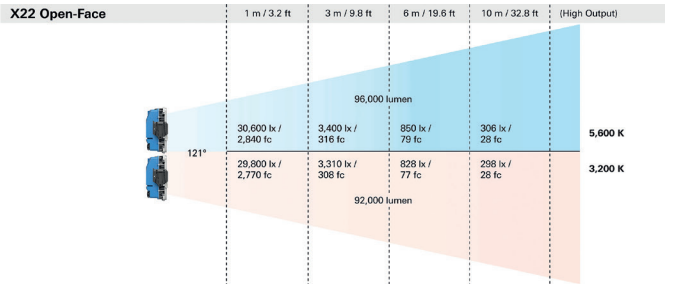 X22 Open-Face 1 m / 3.2 ft 3 m / 9.8 ft 6 m / 19.6 ft 10 m / 32.8 ft (High Output)
96,000 lumen
30,600 lx / 3,400 lx / 850 lx / 306 lx /
2,840 fc 316 fc 79 fc 28 fc
5,600 K
121°
29,800 lx / 3,310 lx / 828 lx / 298 lx /
2,770 fc 308 fc 77 fc 28 fc
3,200 K
92,000 lumen